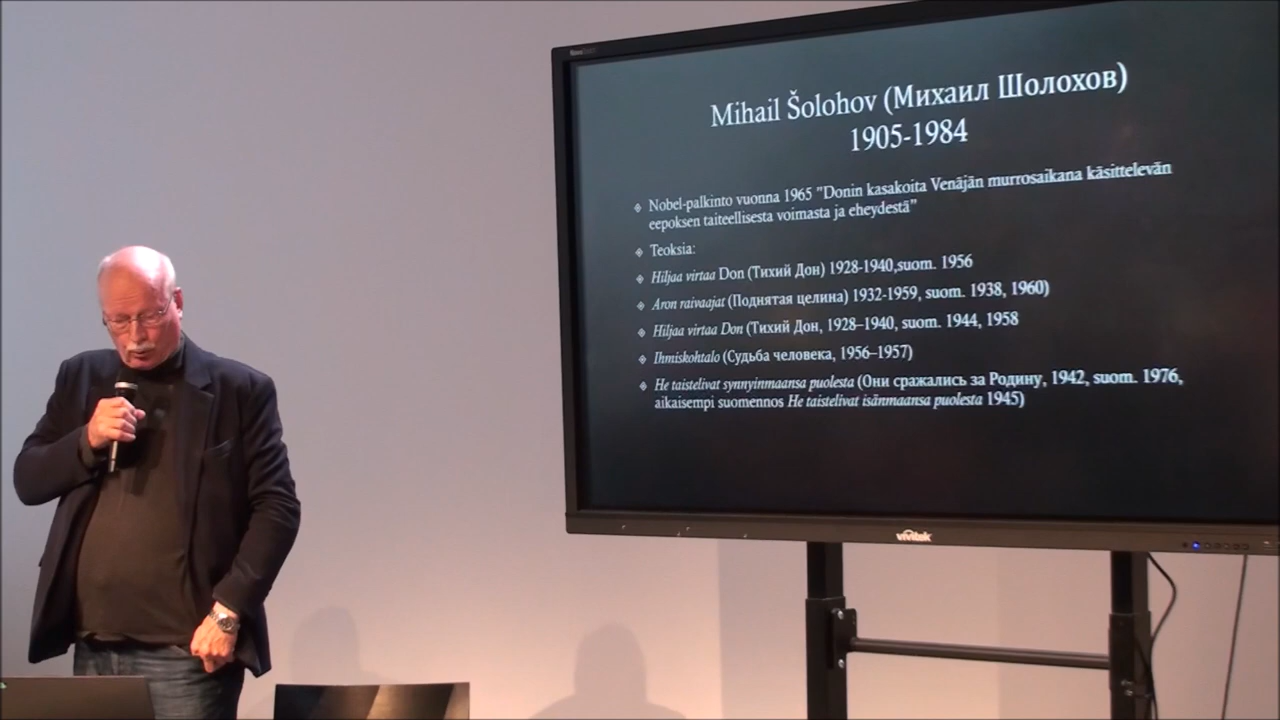 Mihail Šolohov (Михаил Шолохов)
1905-1984
Nobel-palkinto vuonna 1965 "Donin kasakoita Venäjän murrosaikana käsittelevän
eepoksen taiteellisesta voimasta ja eheydestä"
Teoksia:
Hiljaa virtaa Don (Тихий Дон) 1928-1940,suom. 1956
Aron raivaajat (Поднятая целина) 1932-1959, suom. 1938, 1960)
Hiljaa virtaa Don (Тихий Дон, 1928–1940, suom. 1944, 1958
Ihmiskohtalo (Судьба человека, 1956–1957)
He taistelivat synnyinmaansa puolesta (Они сражались за Родину, 1942, suom. 1976,
aikaisempi suomennos He taistelivat isänmaansa puolesta 1945)
vivitek